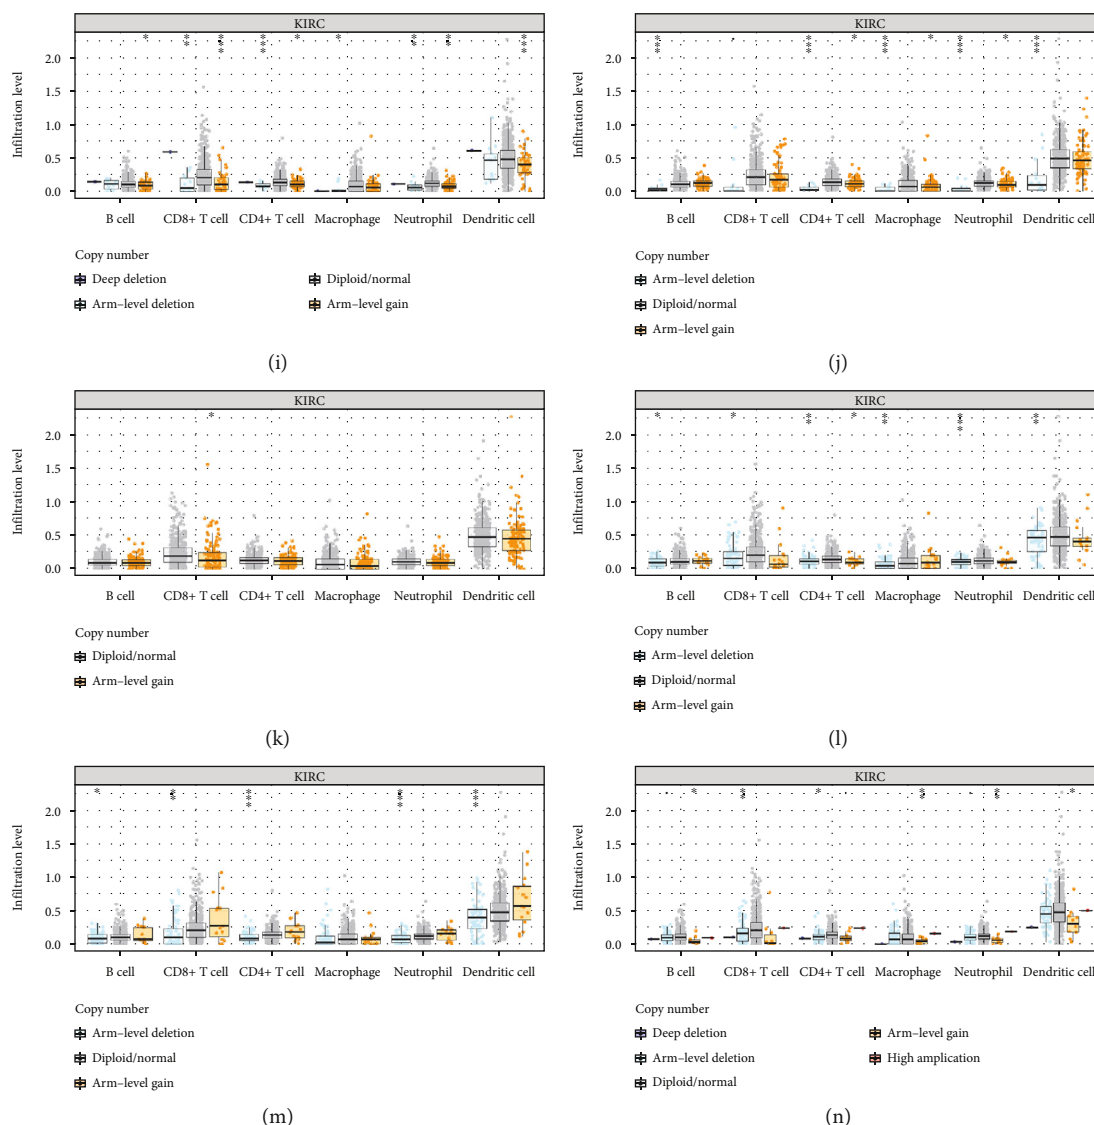 KIRC
* ** *** *** * * ** ** ***
Infiltration level
2.0
1.5
1.0
0.5
0.0
B cell CD8+ T cell CD4+ T cell Macrophage Neutrophil Dendritic cell
Copy number
Deep deletion Diploid/normal
Arm–level deletion Arm–level gain
(i)
KIRC
*** *** * *** * *** * ***
Infiltration level
2.0
1.5
1.0
0.5
0.0
B cell CD8+ T cell CD4+ T cell Macrophage Neutrophil Dendritic cell
Copy number
Arm–level deletion
Diploid/normal
Arm–level gain
(j)
KIRC
*
Infiltration level
2.0
1.5
1.0
0.5
0.0
B cell CD8+ T cell CD4+ T cell Macrophage Neutrophil Dendritic cell
Copy number
Diploid/normal
Arm–level gain
(k)
KIRC
* * ** * ** *** **
Infiltration level
2.0
1.5
1.0
0.5
0.0
B cell CD8+ T cell CD4+ T cell Macrophage Neutrophil Dendritic cell
Copy number
Arm–level deletion
Diploid/normal
Arm–level gain
(l)
KIRC
* ** *** *** ***
Infiltration level
2.0
1.5
1.0
0.5
0.0
B cell CD8+ T cell CD4+ T cell Macrophage Neutrophil Dendritic cell
Copy number
Arm–level deletion
Diploid/normal
Arm–level gain
(m)
KIRC
* ** * ** ** *
Infiltration level
2.0
1.5
1.0
0.5
0.0
B cell CD8+ T cell CD4+ T cell Macrophage Neutrophil Dendritic cell
Copy number
Deep deletion Arm–level gain
Arm–level deletion High amplication
Diploid/normal
(n)